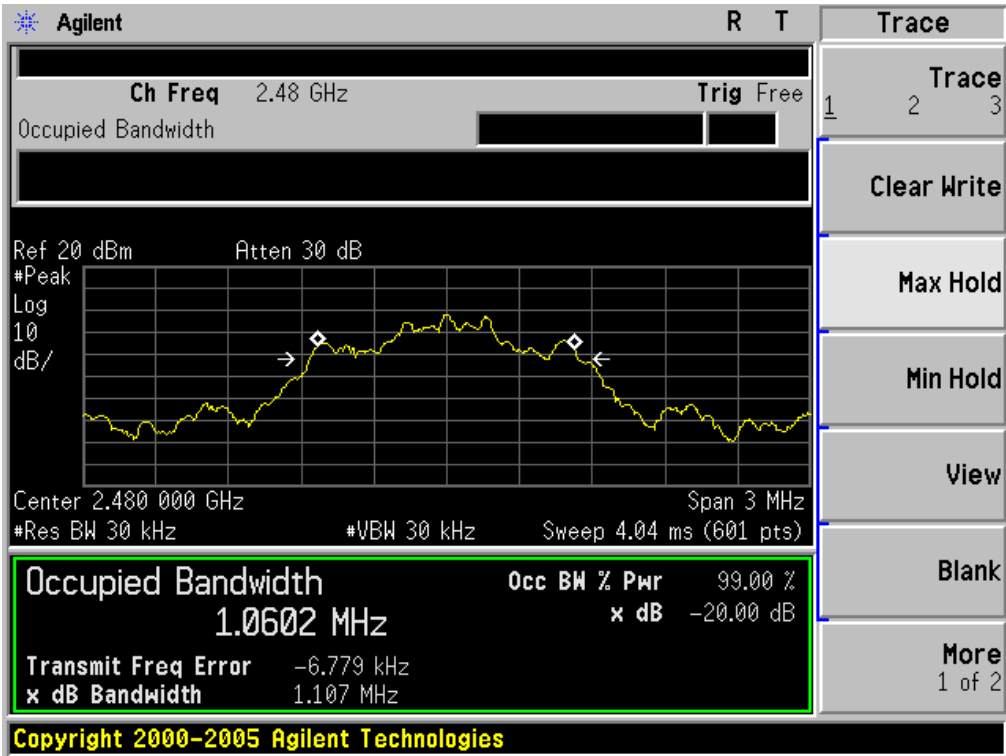 Agilent R T Trace
Ch Freq 2.48 GHz Trig Free
Occupied Bandwidth
Trace
1 2 3
Clear Write
Max Hold
Min Hold
View
Blank
More
1 of 2
Ref 20 dBm Atten 30 dB
#Peak
Log
10
dB/
Center 2.480 000 GHz Span 3 MHz
#Res BW 30 kHz #VBW 30 kHz Sweep 4.04 ms (601 pts)
Occupied Bandwidth Occ BW % Pwr 99.00 %
1.0602 MHz x dB -20.00 dB
Transmit Freq Error -6.779 kHz
x dB Bandwidth 1.107 MHz
Copyright 2000-2005 Agilent Technologies